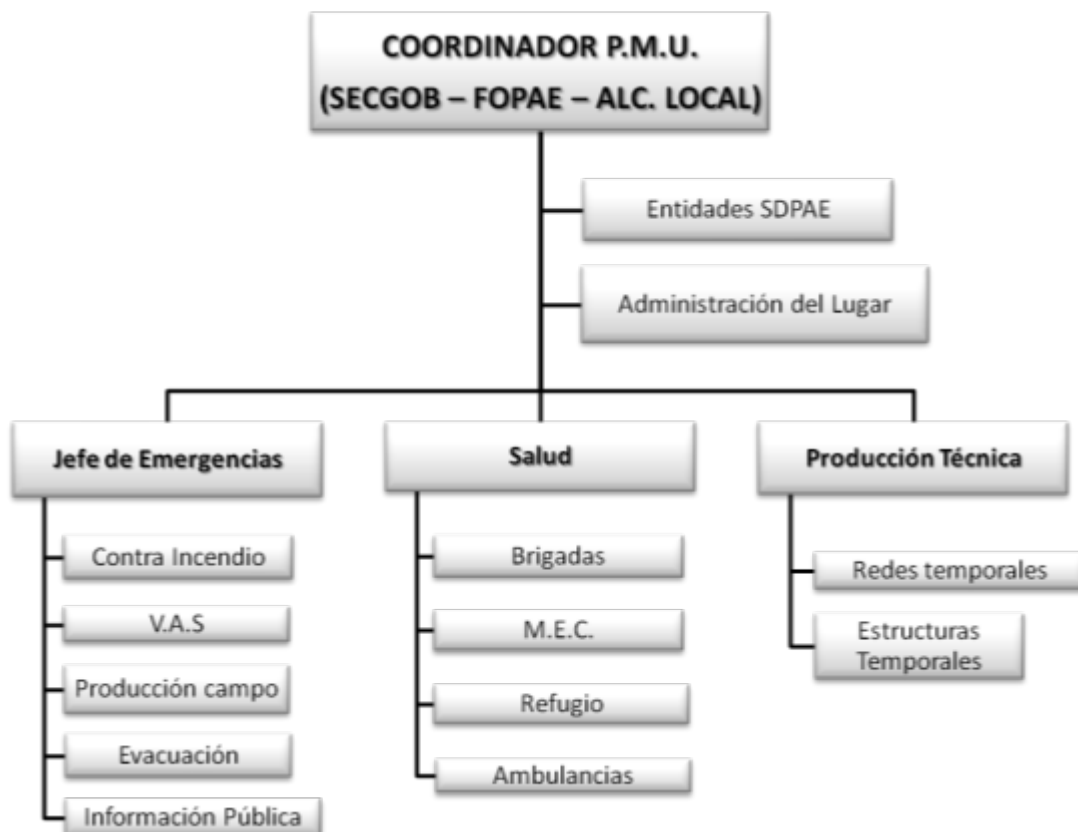 COORDINADOR P.M.U.
(SECGOB – FOPAE – ALC. LOCAL)
Entidades SDPAE
Administración del Lugar
Jefe de Emergencias
Contra Incendio
V.A.S
Producción campo
Evacuación
Información Pública
Salud
Brigadas
M.E.C.
Refugio
Ambulancias
Producción Técnica
Redes temporales
Estructuras
Temporales